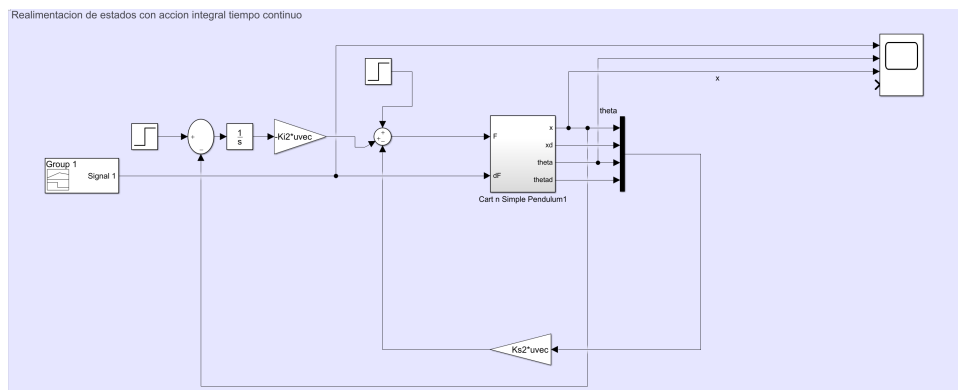 Realimentacion de estados con accion integral tiempo continuo
x
theta
Group 1
Signal 1
+
-
1
s
-Ki2*uvec
+
+
-
F
dF
x
xd
theta
thetad
Cart n Simple Pendulum1
Ks2*uvec